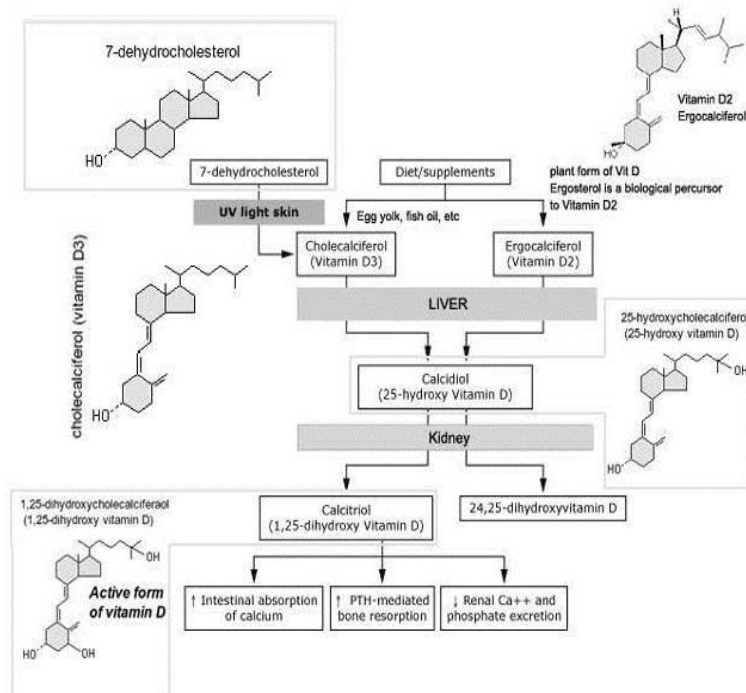 7-dehydrocholesterol
HO
7-dehydrocholesterol
Diet/supplements
H
HO
Vitamin D2
Ergocalciferol
plant form of Vit D
Ergosterol is a biological percursor
to Vitamin D2
UV light skin
Egg yolk, fish oil, etc
Cholecalciferol
(Vitamin D3)
Ergocalciferol
(Vitamin D2)
cholecalciferol (vitamin D3)
HO
LIVER
25-hydroxycholecalciferol
(25-hydroxy vitamin D)
OH
HO
Calcidiol
(25-hydroxy Vitamin D)
Kidney
1,25-dihydroxycholecalciferaol
(1,25-dihydroxy vitamin D)
OH
HO
OH
Active form
of vitamin D
Calcitriol
(1,25-dihydroxy Vitamin D)
24,25-dihydroxyvitamin D
↑ Intestinal absorption
of calcium
↑ PTH-mediated
bone resorption
↓ Renal Ca++ and
phosphate excretion